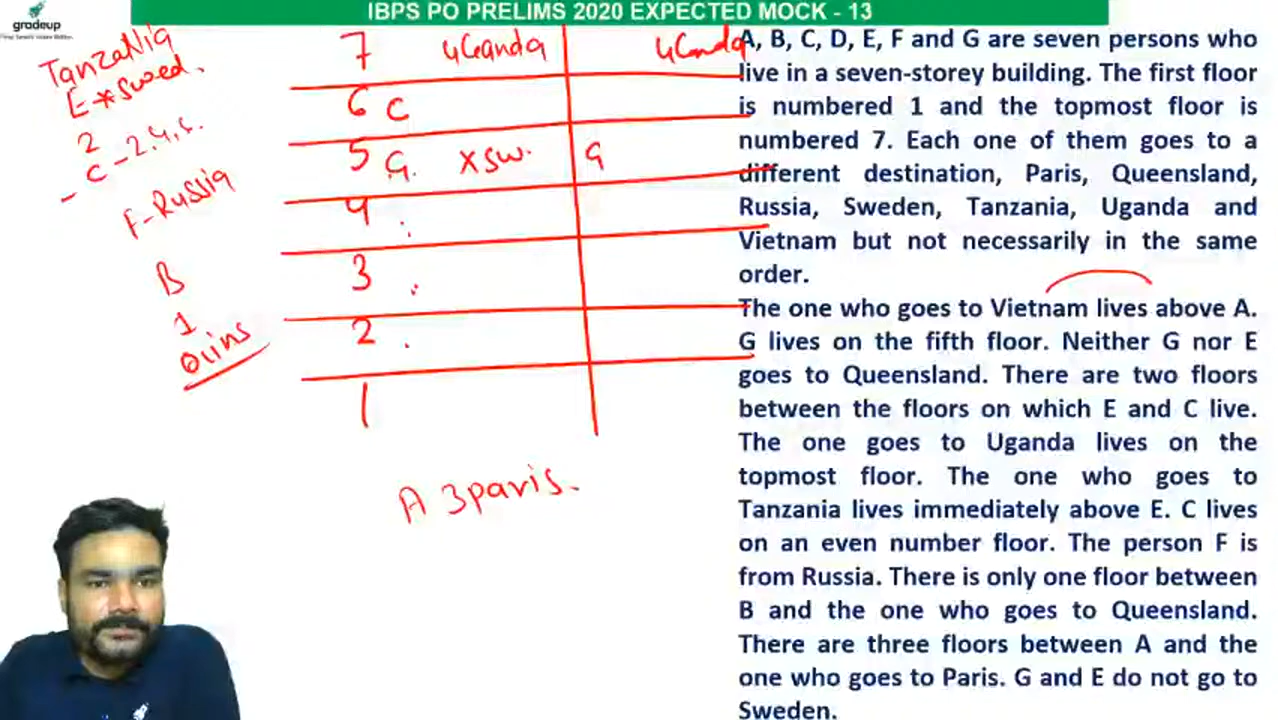 gradeup
IBPS PO PRELIMS 2020 EXPECTED MOCK - 13
TanzaNia
E * swed.
2
C - 2.4.6.
F-Russia
B
1
7 uGanda uGanda
6 C
5 G. XSW. G
4
3
2
1
A 3 paris.
A, B, C, D, E, F and G are seven persons who
live in a seven-storey building. The first floor
is numbered 1 and the topmost floor is
numbered 7. Each one of them goes to a
different destination, Paris, Queensland,
Russia, Sweden, Tanzania, Uganda and
Vietnam but not necessarily in the same
order.
The one who goes to Vietnam lives above A.
G lives on the fifth floor. Neither G nor E
goes to Queensland. There are two floors
between the floors on which E and C live.
The one goes to Uganda lives on the
topmost floor. The one who goes to
Tanzania lives immediately above E. C lives
on an even number floor. The person F is
from Russia. There is only one floor between
B and the one who goes to Queensland.
There are three floors between A and the
one who goes to Paris. G and E do not go to
Sweden.